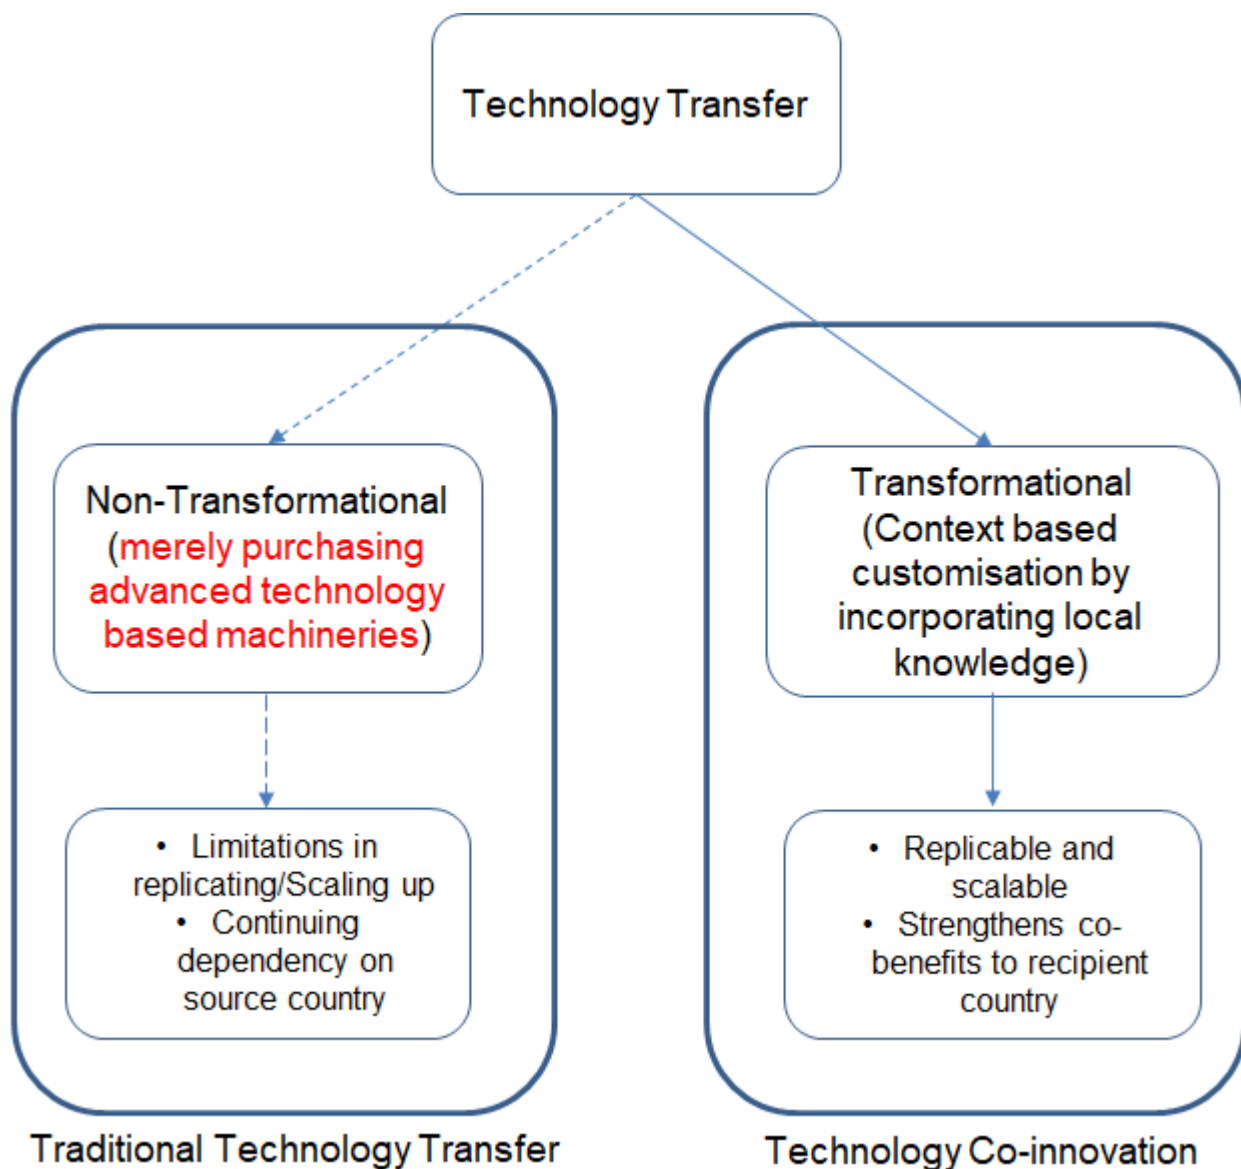 Technology Transfer
Non-Transformational
(merely purchasing
advanced technology
based machineries)
• Limitations in
replicating/Scaling up
• Continuing
dependency on
source country
Traditional Technology Transfer
Transformational
(Context based
customisation by
incorporating local
knowledge)
• Replicable and
scalable
• Strengthens co-
benefits to recipient
country
Technology Co-innovation